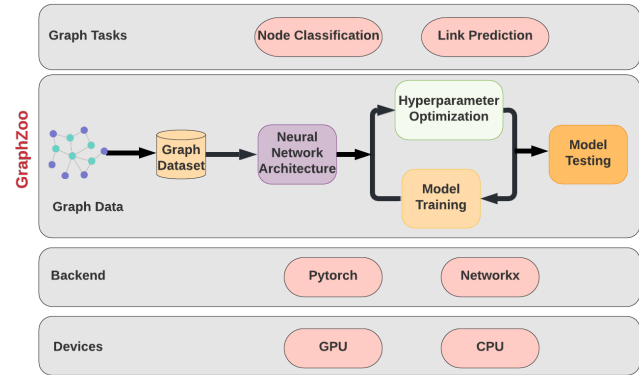 Graph Tasks
Node Classification
Link Prediction
GraphZoo
Graph
Dataset
Neural
Network
Architecture
Hyperparameter
Optimization
Model
Training
Model
Testing
Graph Data
Backend
Pytorch
Networkx
Devices
GPU
CPU